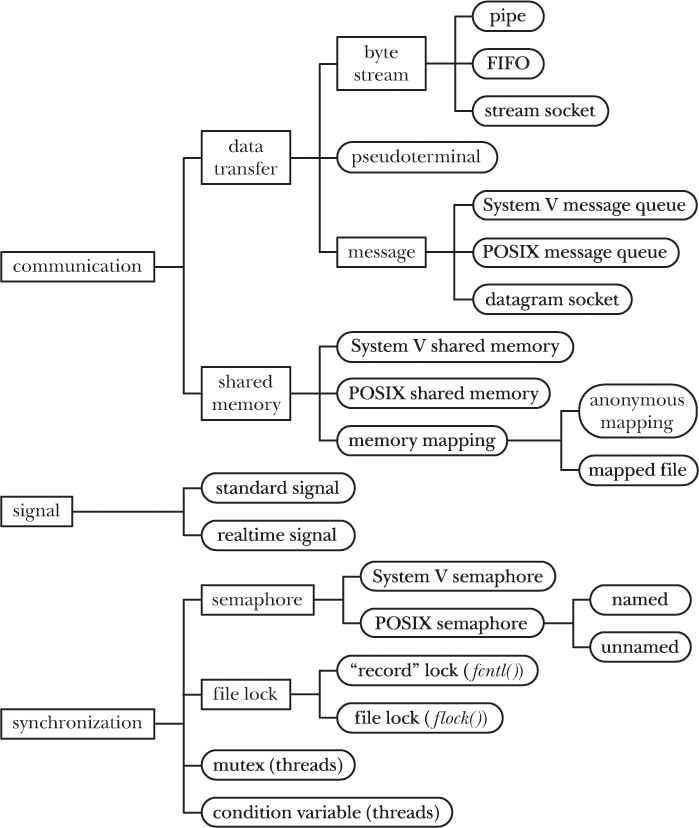 pipe
byte
stream
FIFO
stream socket
data
transfer
pseudoterminal
System V message queue
communication
message
POSIX message queue
datagram socket
System V shared memory
shared
memory
POSIX shared memory
anonymous
mapping
memory mapping
mapped file
standard signal
signal
realtime signal
System V semaphore
semaphore
named
POSIX semaphore
unnamed
“record” lock (fcntl())
file lock
file lock (flock())
synchronization
mutex (threads)
condition variable (threads)